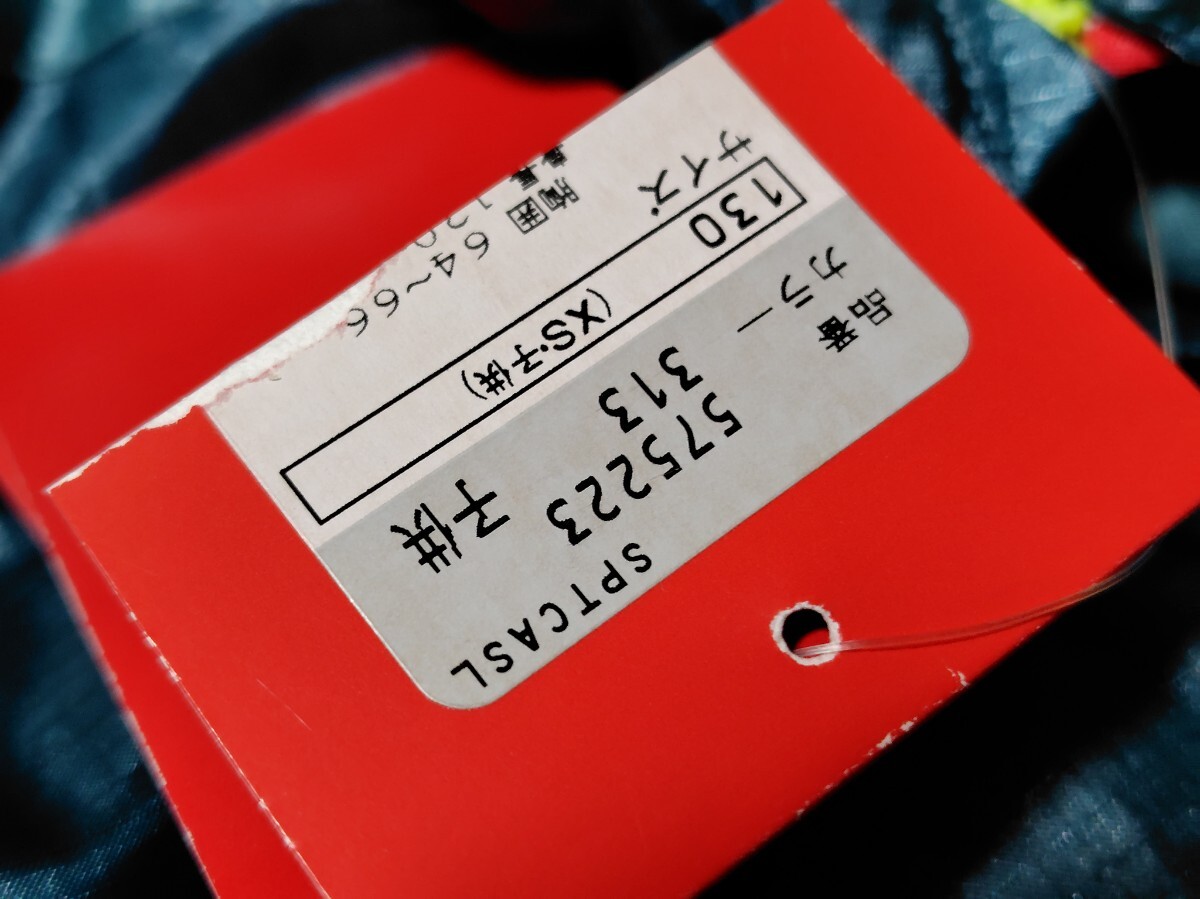 SPTCASL
品番 575223 子供
カラー 313
サイズ
130 (XS・子供)
胸囲 64~66